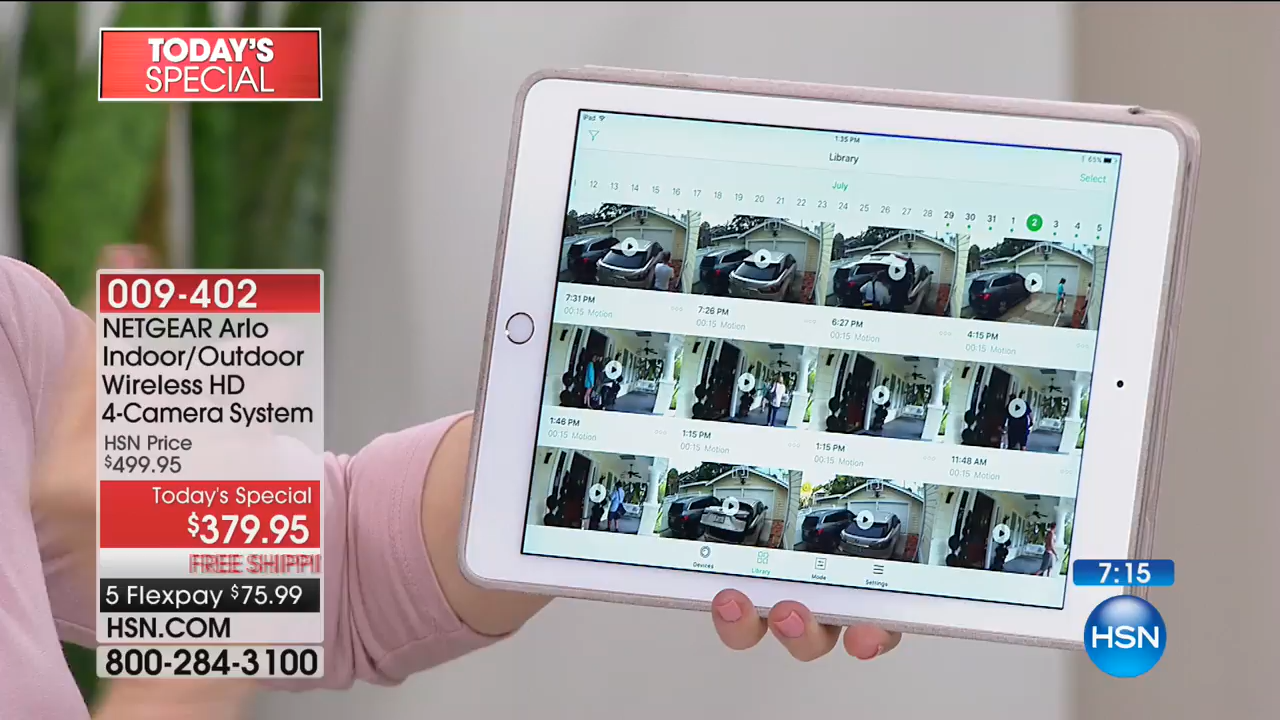 TODAY'S
SPECIAL
009-402
NETGEAR Arlo
Indoor/Outdoor
Wireless HD
4-Camera System
HSN Price
$499.95
Today's Special
$379.95
FREE SHIPPI
5 Flexpay $75.99
HSN.COM
800-284-3100
iPad
1:35 PM
65%
Library
Select
July
12 13 14 15 16 17 18 19 20 21 22 23 24 25 26 27 28 29 30 31 1 2 3 4 5
7:31 PM 7:26 PM 6:27 PM 4:15 PM
00:15 Motion 00:15 Motion 00:15 Motion 00:15 Motion
1:46 PM 1:15 PM 1:15 PM 11:48 AM
00:15 Motion 00:15 Motion 00:15 Motion 00:15 Motion
Devices Library Mode Settings
7:15
HSN